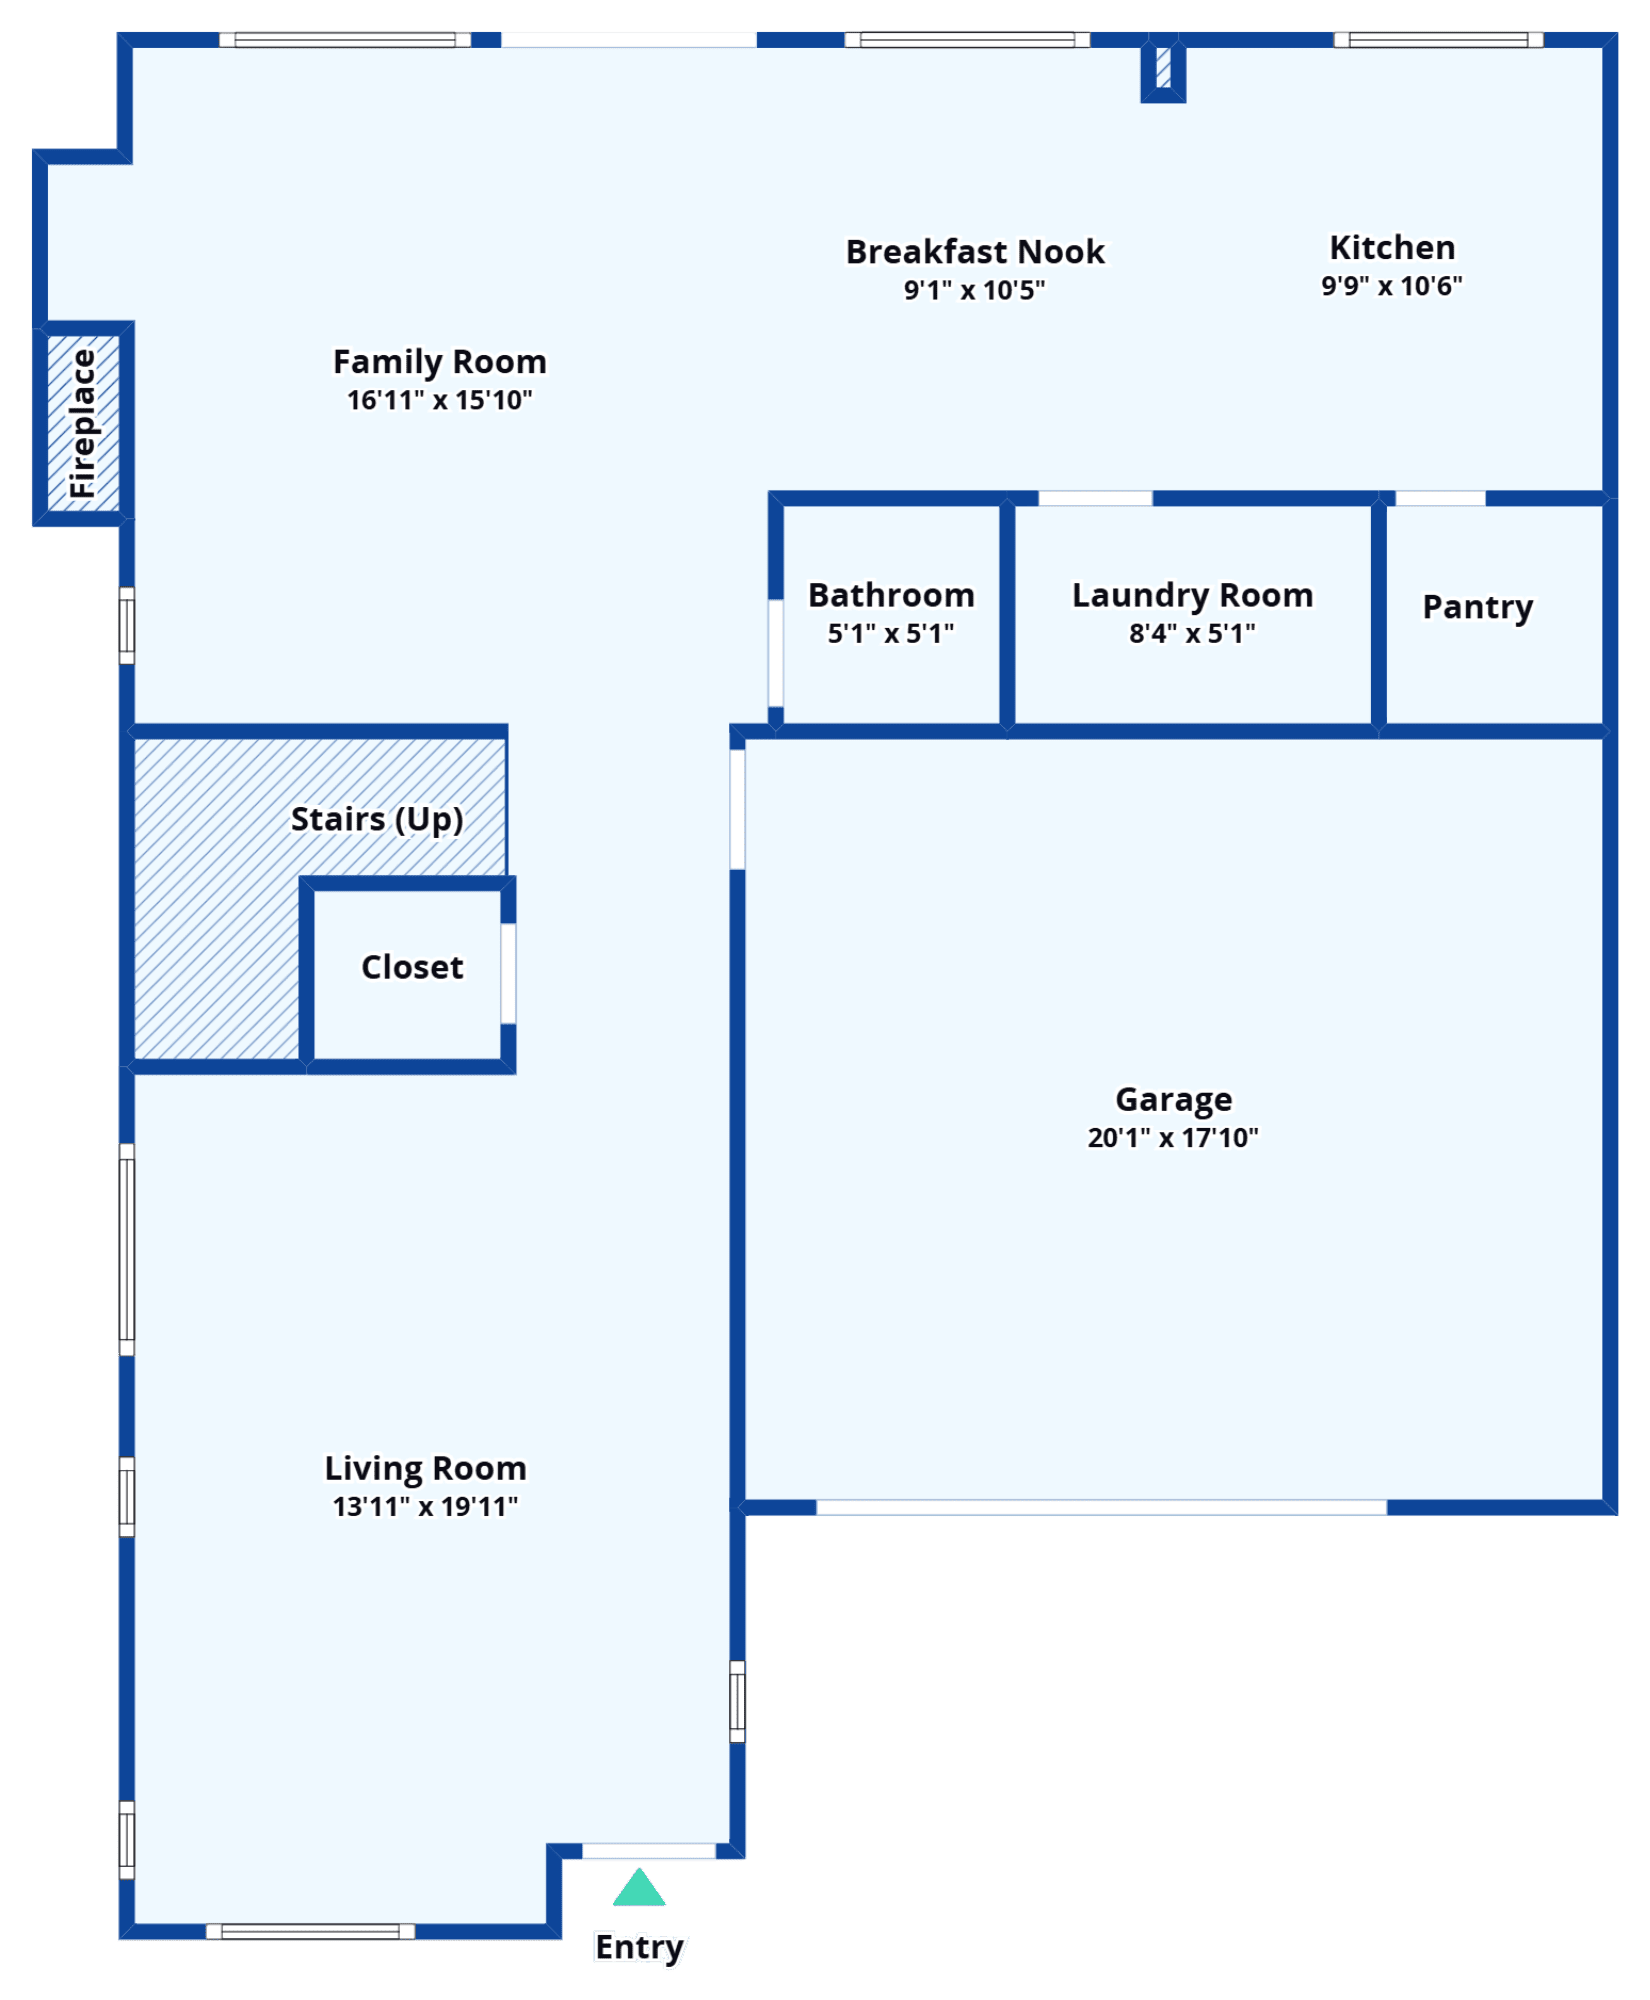 Breakfast Nook
9'1" x 10'5"
Kitchen
9'9" x 10'6"
Family Room
16'11" x 15'10"
Fireplace
Bathroom
5'1" x 5'1"
Laundry Room
8'4" x 5'1"
Pantry
Stairs (Up)
Closet
Garage
20'1" x 17'10"
Living Room
13'11" x 19'11"
Entry